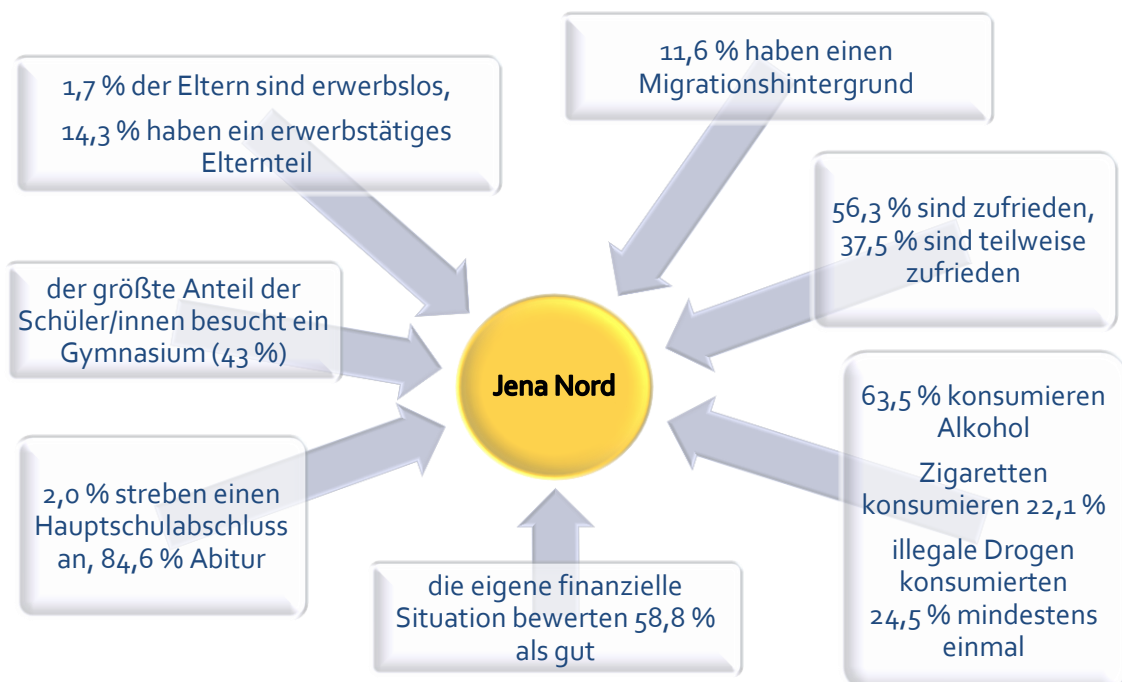 1,7 % der Eltern sind erwerbslos,
14,3 % haben ein erwerbstätiges
Elternteil
11,6 % haben einen
Migrationshintergrund
56,3 % sind zufrieden,
37,5 % sind teilweise
zufrieden
der größte Anteil der
Schüler/innen besucht ein
Gymnasium (43 %)
Jena Nord
63,5 % konsumieren
Alkohol
Zigaretten
konsumieren 22,1 %
illegale Drogen
konsumierten
24,5 % mindestens
einmal
2,0 % streben einen
Hauptschulabschluss
an, 84,6 % Abitur
die eigene finanzielle
Situation bewerten 58,8 %
als gut